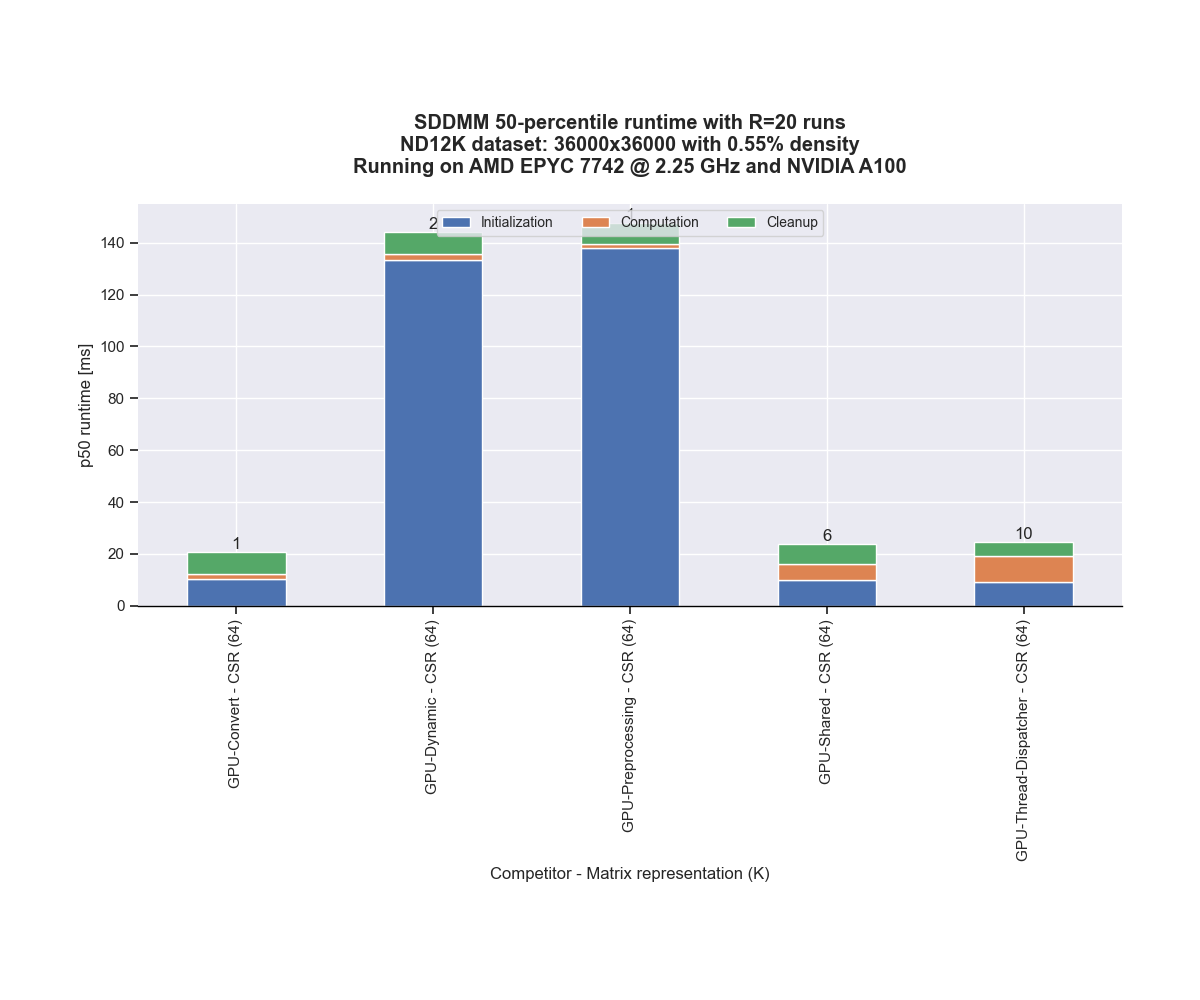 SDDMM 50-percentile runtime with R=20 runs
ND12K dataset: 36000x36000 with 0.55% density
Running on AMD EPYC 7742 @ 2.25 GHz and NVIDIA A100
Initialization
Computation
Cleanup
p50 runtime [ms]
140
120
100
80
60
40
20
0
1
2
6
10
GPU-Convert - CSR (64)
GPU-Dynamic - CSR (64)
GPU-Preprocessing - CSR (64)
GPU-Shared - CSR (64)
GPU-Thread-Dispatcher - CSR (64)
Competitor - Matrix representation (K)